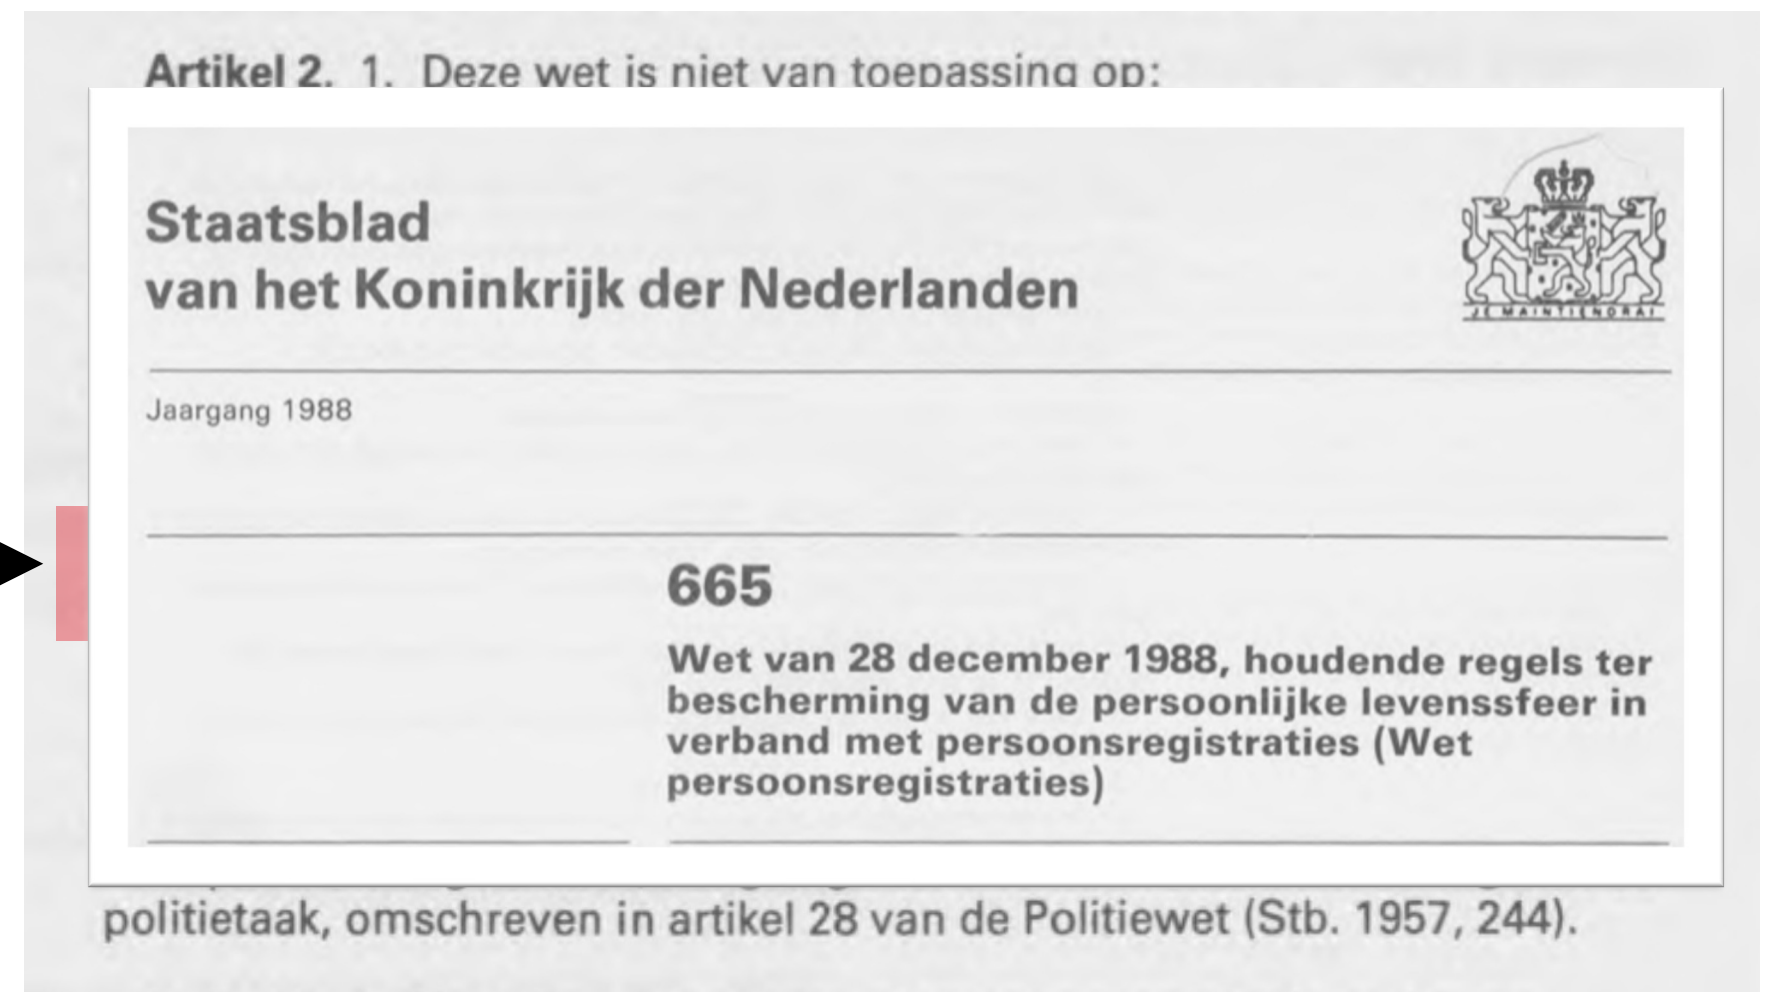 Artikel 2. 1. Deze wet is niet van toepassing op:
Staatsblad
van het Koninkrijk der Nederlanden
JE MAINTIENDRAI
Jaargang 1988
665
Wet van 28 december 1988, houdende regels ter
bescherming van de persoonlijke levenssfeer in
verband met persoonsregistraties (Wet
persoonsregistraties)
politietaak, omschreven in artikel 28 van de Politiewet (Stb. 1957, 244).